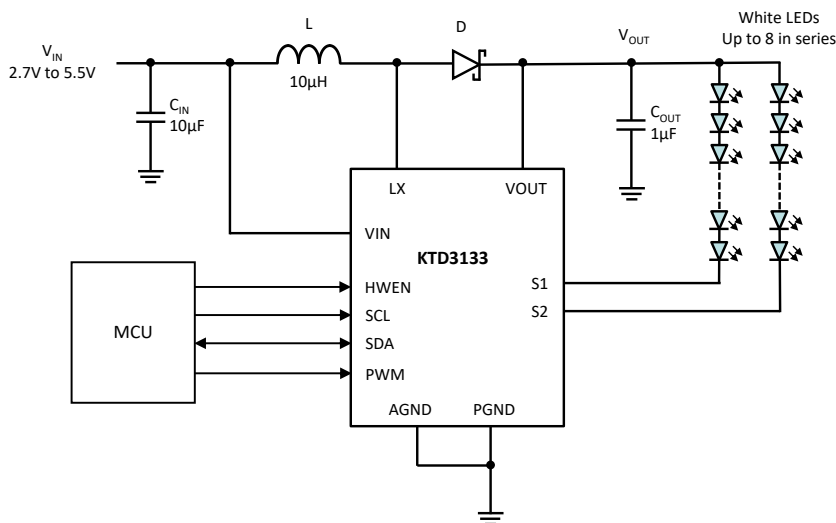 White LEDs
Up to 8 in series
L
D
V_IN
2.7V to 5.5V
V_OUT
10µH
C_IN
10µF
C_OUT
1µF
LX
VOUT
VIN
KTD3133
MCU
HWEN
SCL
SDA
PWM
S1
S2
AGND
PGND